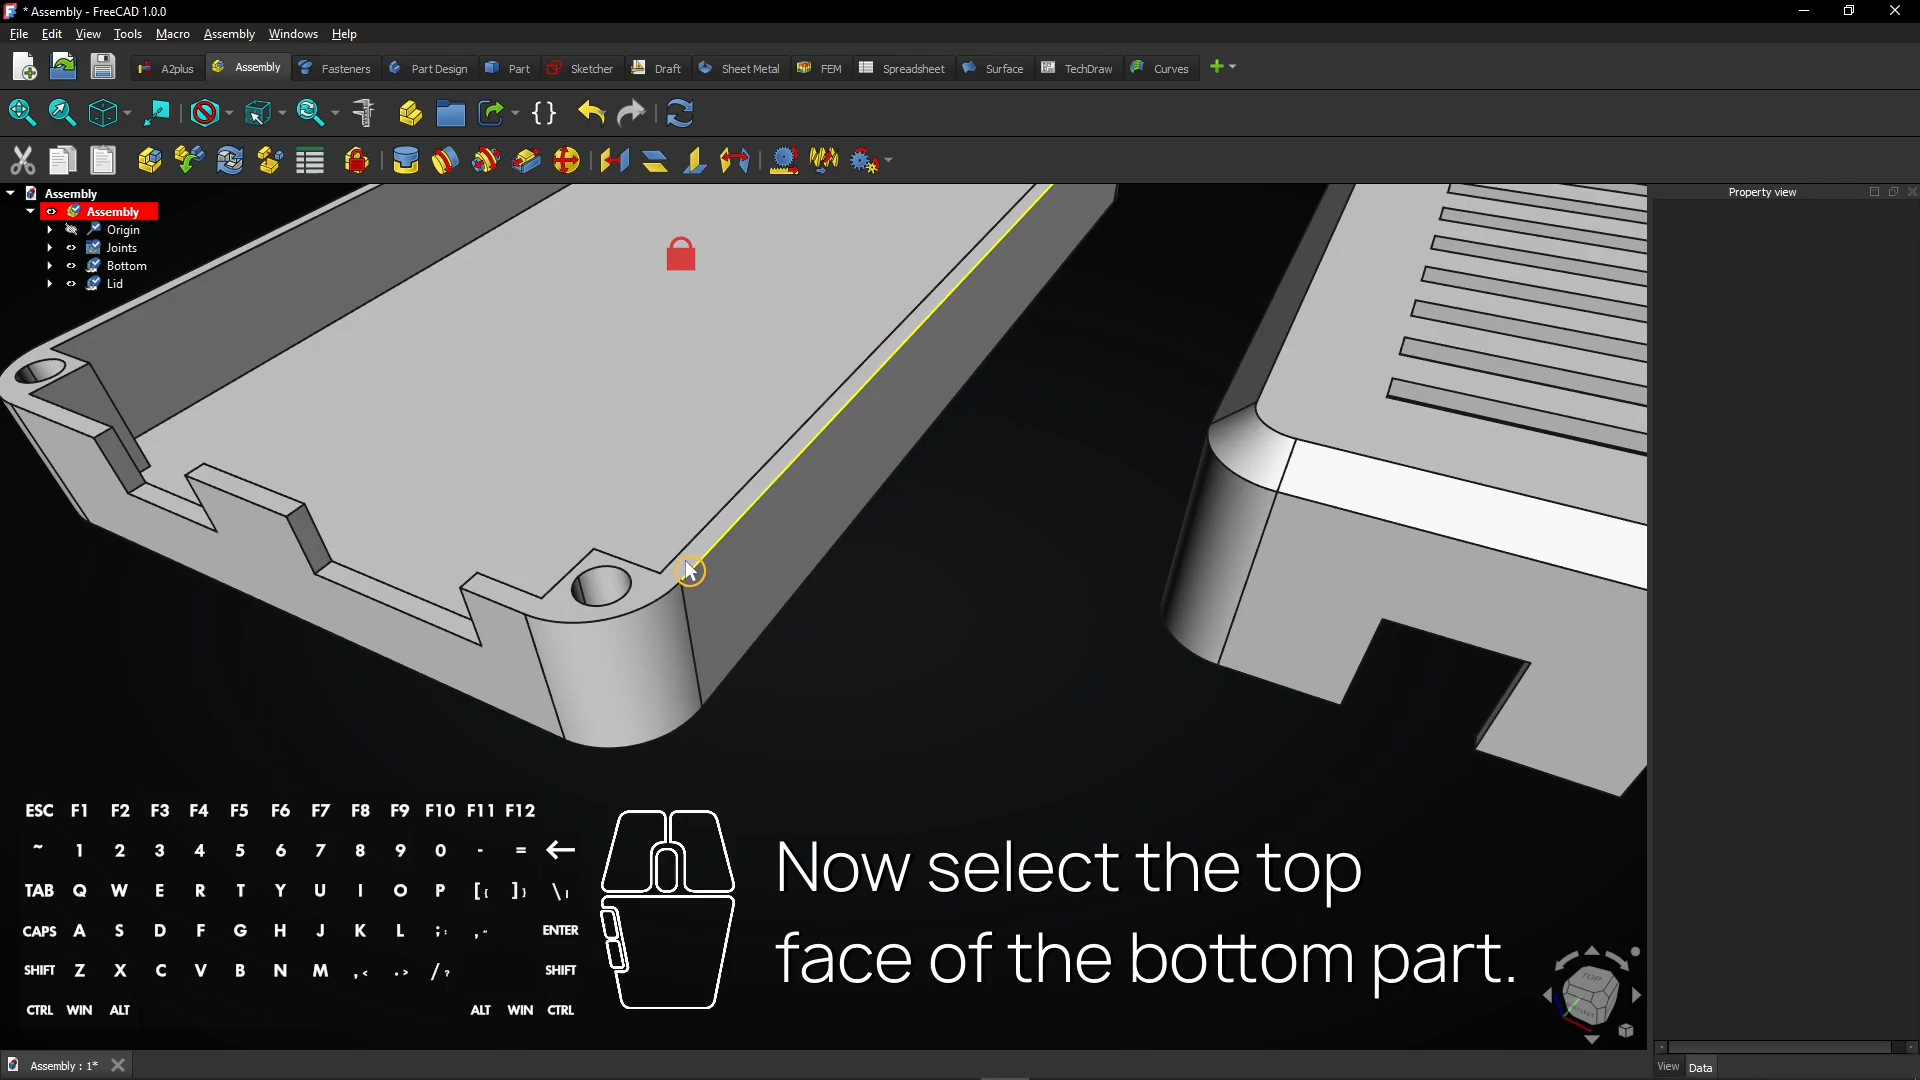 * Assembly - FreeCAD 1.0.0
File Edit View Tools Macro Assembly Windows Help
A2plus Assembly Fasteners Part Design Part Sketcher Draft Sheet Metal FEM Spreadsheet Surface TechDraw Curves
Assembly
Assembly
Origin
Joints
Bottom
Lid
Property view
ESC F1 F2 F3 F4 F5 F6 F7 F8 F9 F10 F11 F12
~ 1 2 3 4 5 6 7 8 9 0 - = ←
TAB Q W E R T Y U I O P [{ ]} \|
CAPS A S D F G H J K L ;: ," ENTER
SHIFT Z X C V B N M ,< .> /? SHIFT
CTRL WIN ALT ALT WIN CTRL
Now select the top
face of the bottom part.
TOP
FRONT
Assembly : 1*
View Data